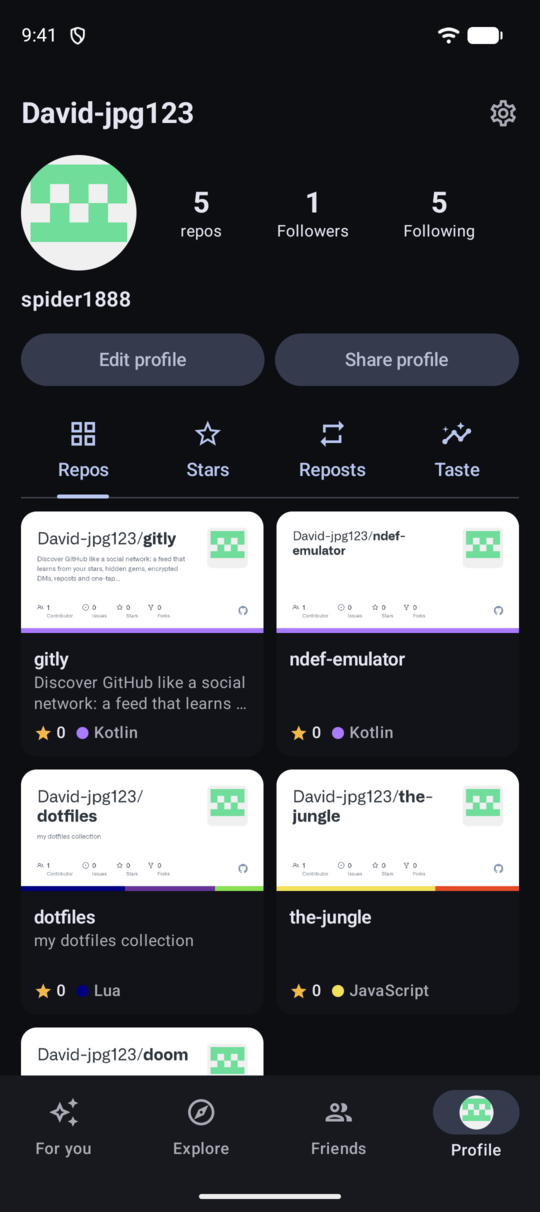 9:41
David-jpg123
5
repos
1
Followers
5
Following
spider1888
Edit profile
Share profile
Repos
Stars
Reposts
Taste
David-jpg123/gitly
Discover GitHub like a social network: a feed that
learns from your stars, hidden gems, encrypted
DMs, reposts and one-tap...
1
Contributor
0
Issues
0
Stars
0
Forks
gitly
Discover GitHub like a social
network: a feed that learns ...
0
Kotlin
David-jpg123/ndef-
emulator
1
Contributor
0
Issues
0
Stars
0
Forks
ndef-emulator
0
Kotlin
David-jpg123/
dotfiles
my dotfiles collection
1
Contributor
0
Issues
0
Stars
0
Forks
dotfiles
my dotfiles collection
0
Lua
David-jpg123/the-
jungle
1
Contributor
0
Issues
0
Stars
0
Forks
the-jungle
0
JavaScript
David-jpg123/doom
For you
Explore
Friends
Profile